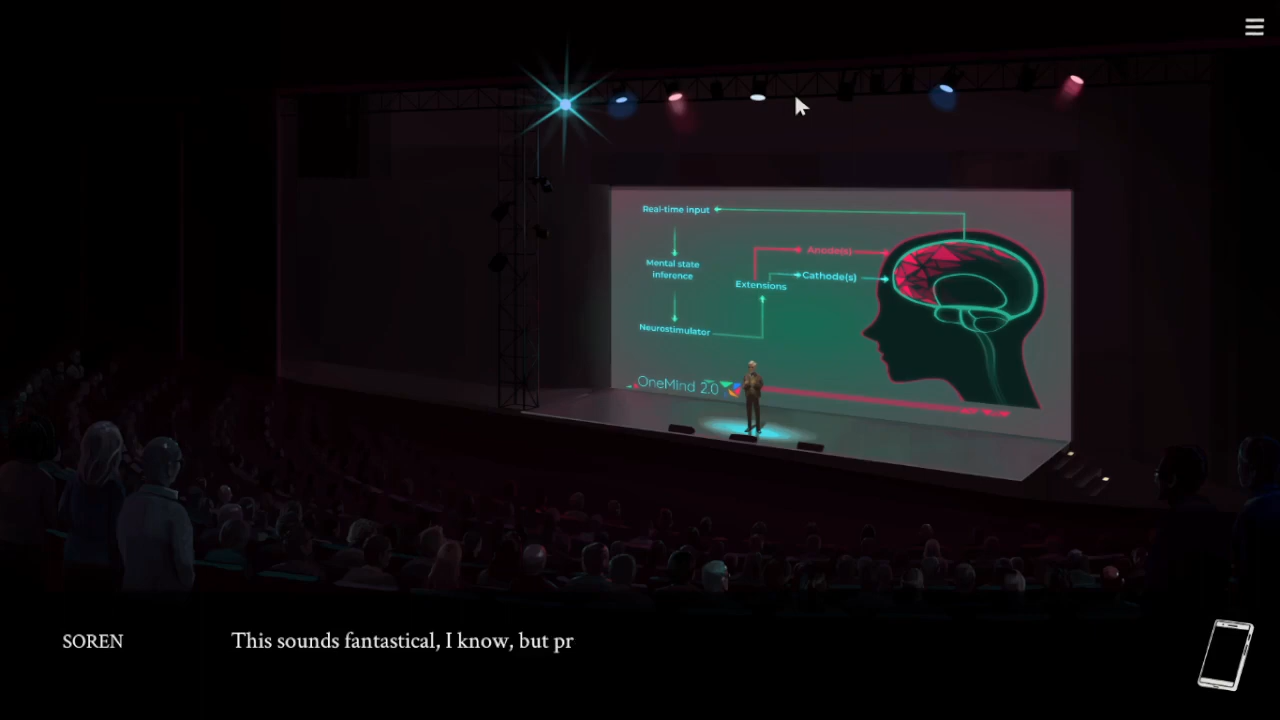 Real-time input
Anode(s)
Mental state
inference
Cathode(s)
Extensions
Neurostimulator
OneMind 2.0
SOREN
This sounds fantastical, I know, but pr